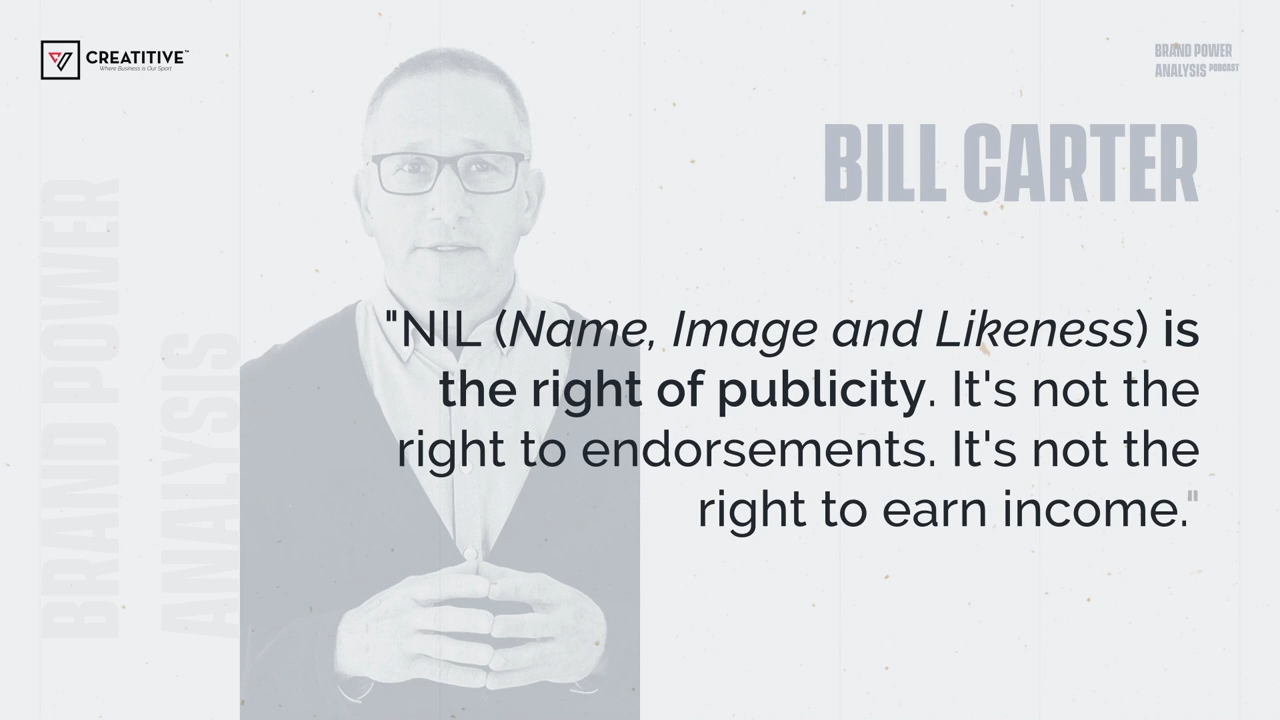 CREATITIVE™
Where Business is Our Sport
BRAND POWER
ANALYSIS PODCAST
BILL CARTER
"NIL (Name, Image and Likeness) is
the right of publicity. It's not the
right to endorsements. It's not the
right to earn income."
BRAND POWER
ANALYSIS